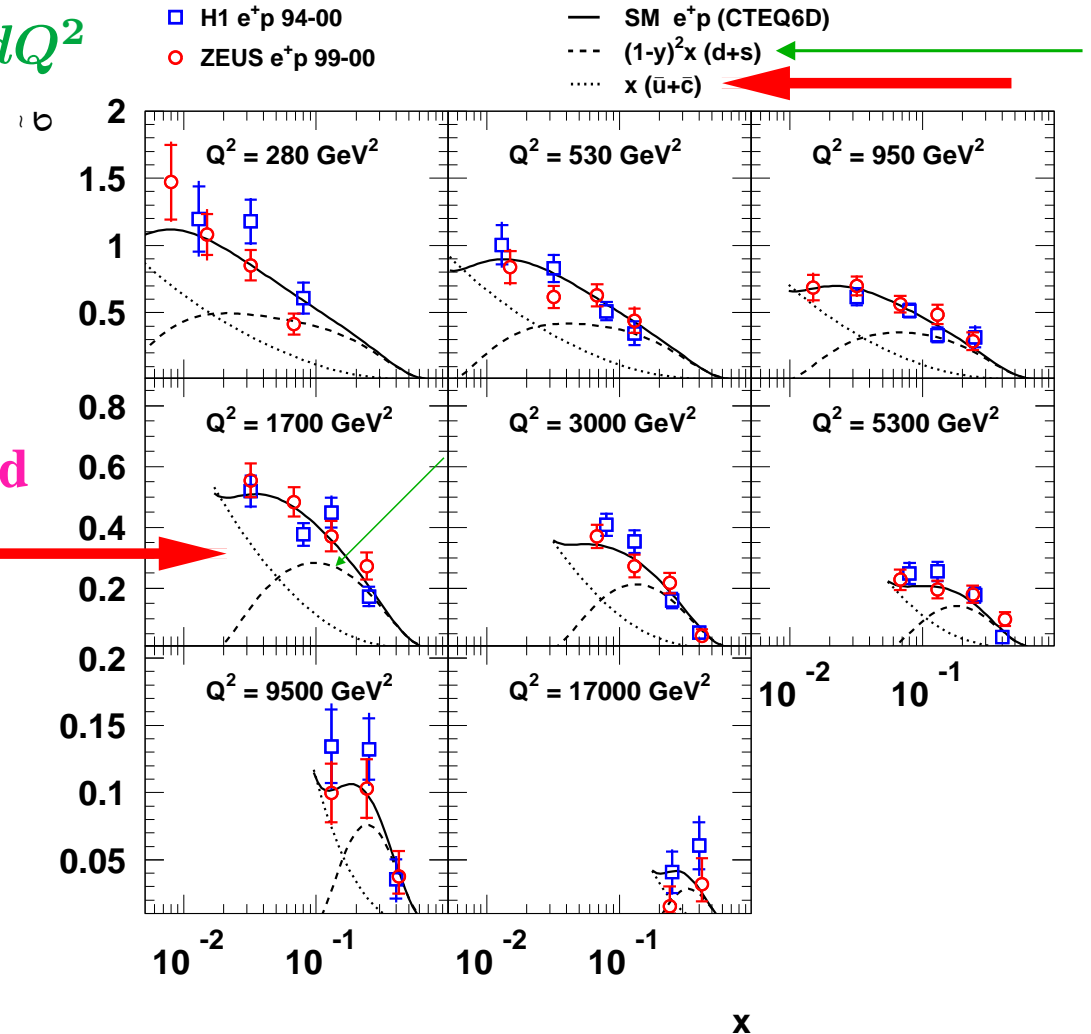 dQ²
H1 e⁺p 94-00
ZEUS e⁺p 99-00
SM e⁺p (CTEQ6D)
(1-y)²x (d+s)
x (ū+c̄)
σ̃
Q² = 280 GeV²
Q² = 530 GeV²
Q² = 950 GeV²
2
1.5
1
0.5
Q² = 1700 GeV²
Q² = 3000 GeV²
Q² = 5300 GeV²
0.8
0.6
0.4
0.2
d
Q² = 9500 GeV²
Q² = 17000 GeV²
0.2
0.15
0.1
0.05
10⁻² 10⁻¹
10⁻² 10⁻¹
10⁻² 10⁻¹
x